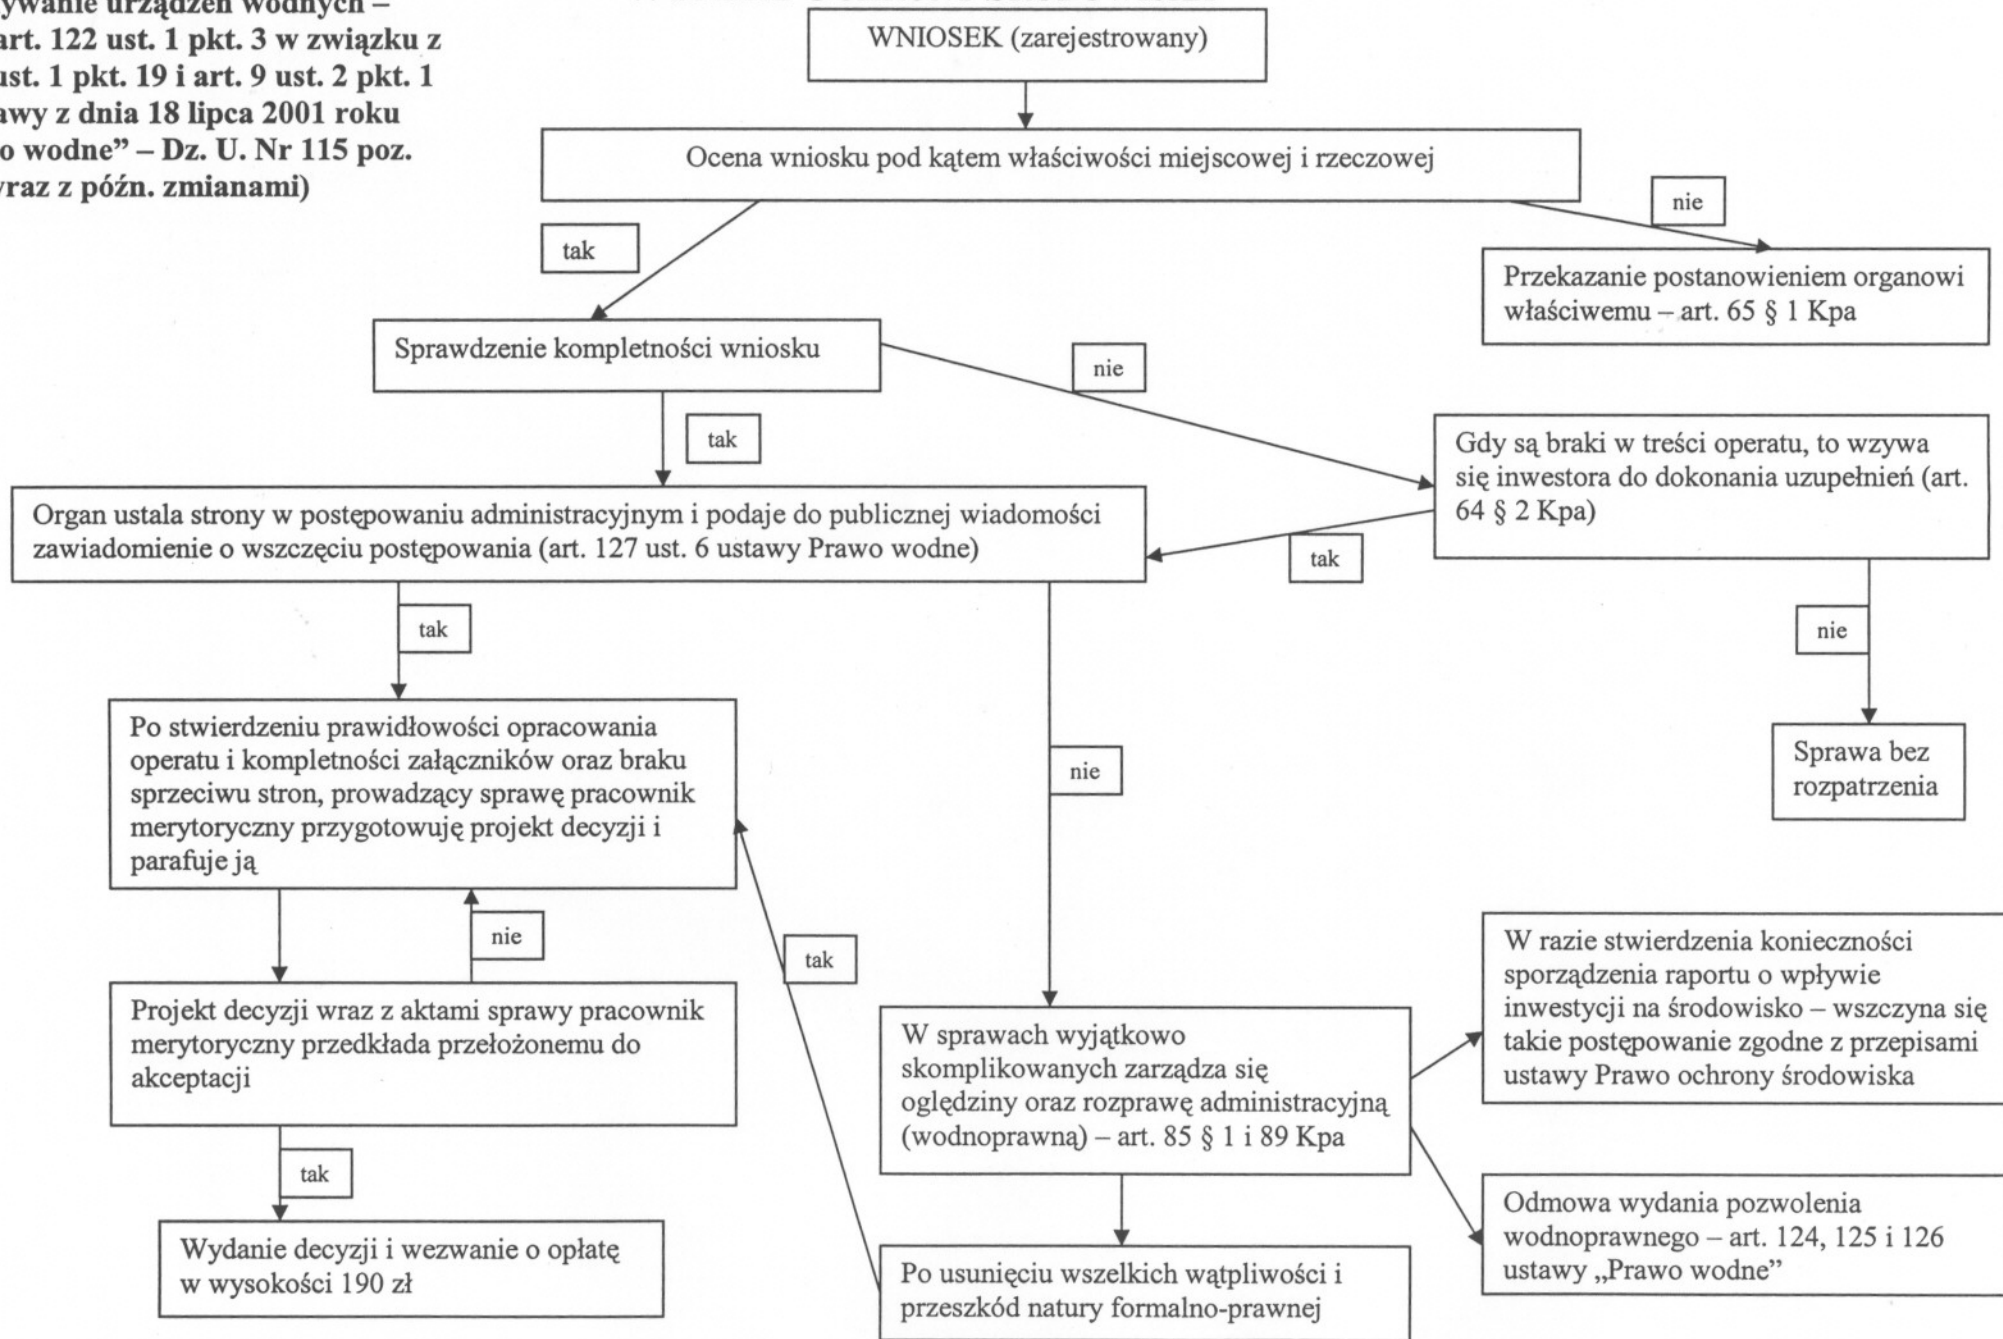 urządzeń wodnych –
art. 122 ust. 1 pkt. 3 w związku z
ust. 1 pkt. 19 i art. 9 ust. 2 pkt. 1
z dnia 18 lipca 2001 roku
wodne” – Dz. U. Nr 115 poz.
z późn. zmianami)
WNIOSEK (zarejestrowany)
Ocena wniosku pod kątem właściwości miejscowej i rzeczowej
nie
tak
Przekazanie postanowieniem organowi
właściwemu – art. 65 § 1 Kpa
Sprawdzenie kompletności wniosku
nie
tak
Gdy są braki w treści operatu, to wzywa
się inwestora do dokonania uzupełnień (art.
64 § 2 Kpa)
Organ ustala strony w postępowaniu administracyjnym i podaje do publicznej wiadomości
zawiadomienie o wszczęciu postępowania (art. 127 ust. 6 ustawy Prawo wodne)
tak
tak
nie
Po stwierdzeniu prawidłowości opracowania
operatu i kompletności załączników oraz braku
sprzeciwu stron, prowadzący sprawę pracownik
merytoryczny przygotowuję projekt decyzji i
parafuje ją
nie
Sprawa bez
rozpatrzenia
nie
tak
W razie stwierdzenia konieczności
sporządzenia raportu o wpływie
inwestycji na środowisko – wszczyna się
takie postępowanie zgodne z przepisami
ustawy Prawo ochrony środowiska
Projekt decyzji wraz z aktami sprawy pracownik
merytoryczny przedkłada przełożonemu do
akceptacji
W sprawach wyjątkowo
skomplikowanych zarządza się
oględziny oraz rozprawę administracyjną
(wodnoprawną) – art. 85 § 1 i 89 Kpa
tak
Odmowa wydania pozwolenia
wodnoprawnego – art. 124, 125 i 126
ustawy „Prawo wodne”
Wydanie decyzji i wezwanie o opłatę
w wysokości 190 zł
Po usunięciu wszelkich wątpliwości i
przeszkód natury formalno-prawnej